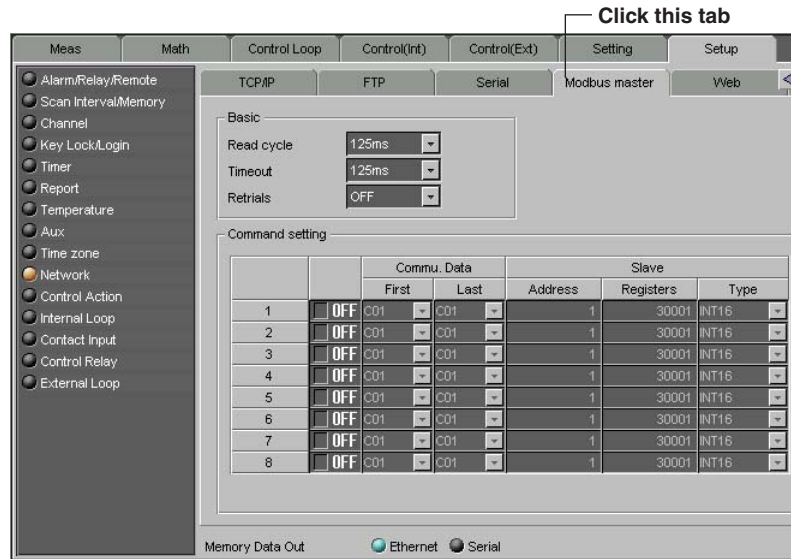 Click this tab
Meas Math Control Loop Control(Int) Control(Ext) Setting Setup
Alarm/Relay/Remote
Scan Interval/Memory
Channel
Key Lock/Login
Timer
Report
Temperature
Aux
Time zone
Network
Control Action
Internal Loop
Contact Input
Control Relay
External Loop
TCP/IP FTP Serial Modbus master Web
Basic
Read cycle 125ms
Timeout 125ms
Retrials OFF
Command setting
Commu. Data Slave
First Last Address Registers Type
1 OFF C01 C01 1 30001 INT16
2 OFF C01 C01 1 30001 INT16
3 OFF C01 C01 1 30001 INT16
4 OFF C01 C01 1 30001 INT16
5 OFF C01 C01 1 30001 INT16
6 OFF C01 C01 1 30001 INT16
7 OFF C01 C01 1 30001 INT16
8 OFF C01 C01 1 30001 INT16
Memory Data Out Ethernet Serial